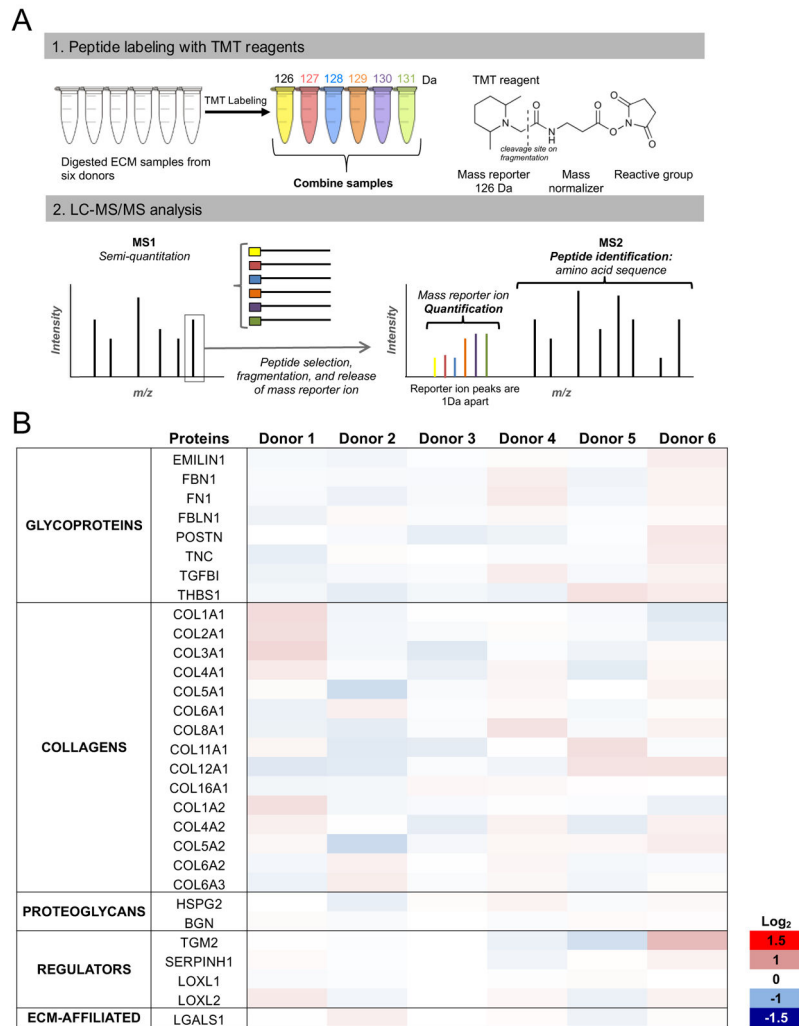 A
1. Peptide labeling with TMT reagents
126 127 128 129 130 131 Da
TMT Labeling
Digested ECM samples from
six donors
Combine samples
TMT reagent
N
O
N
H
O
O
N
O
O
cleavage site on
fragmentation
Mass reporter
126 Da
Mass
normalizer
Reactive group
2. LC-MS/MS analysis
MS1
Semi-quantitation
Intensity
m/z
Peptide selection,
fragmentation, and release
of mass reporter ion
MS2
Peptide identification:
amino acid sequence
Mass reporter ion
Quantification
Intensity
Reporter ion peaks are
1Da apart
m/z
B
Proteins Donor 1 Donor 2 Donor 3 Donor 4 Donor 5 Donor 6
GLYCOPROTEINS
EMILIN1
FBN1
FN1
FBLN1
POSTN
TNC
TGFBI
THBS1
COLLAGENS
COL1A1
COL2A1
COL3A1
COL4A1
COL5A1
COL6A1
COL8A1
COL11A1
COL12A1
COL16A1
COL1A2
COL4A2
COL5A2
COL6A2
COL6A3
PROTEOGLYCANS
HSPG2
BGN
REGULATORS
TGM2
SERPINH1
LOXL1
LOXL2
ECM-AFFILIATED
LGALS1
Log2
1.5
1
0
-1
-1.5